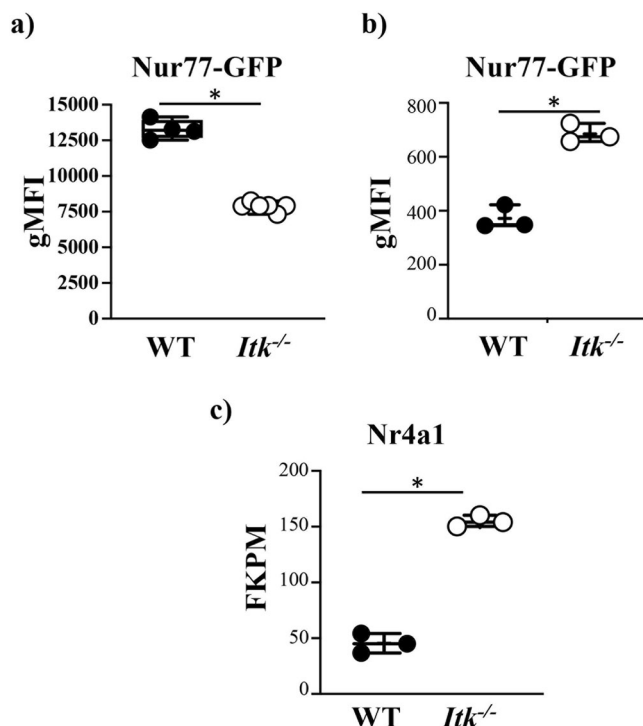 a)
Nur77-GFP
*
15000
12500
10000
7500
5000
2500
0
gMFI
WT Itk-/-
b)
Nur77-GFP
*
800
600
400
200
0
gMFI
WT Itk-/-
c)
Nr4a1
*
200
150
100
50
0
FKPM
WT Itk-/-